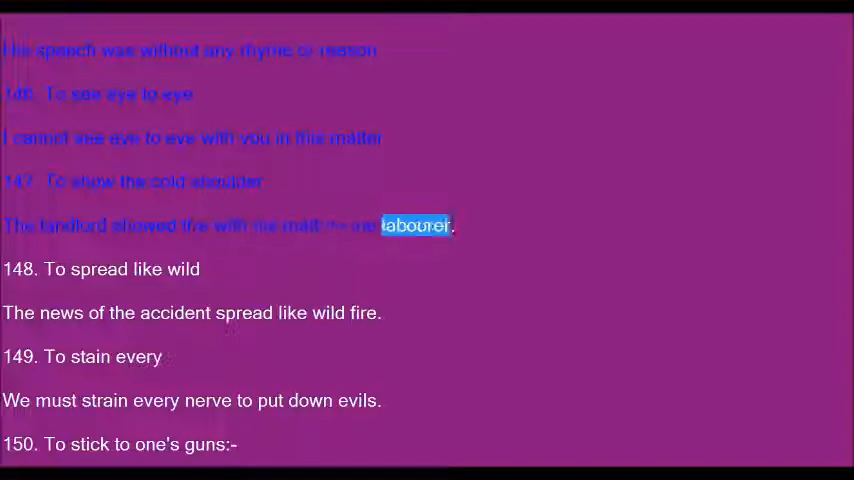 His speech was without any rhyme or reason
146. To see eye to eye
I cannot see eye to eye with you in this matter
147. To show the cold shoulder
The landlord showed the labourer.
148. To spread like wild
The news of the accident spread like wild fire.
149. To stain every
We must strain every nerve to put down evils.
150. To stick to one's guns:-